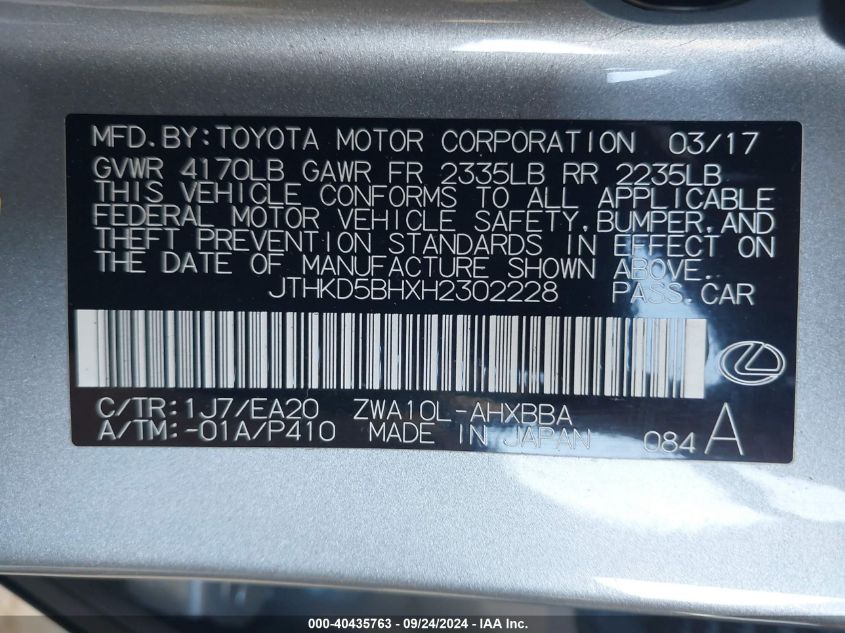 MFD.BY:TOYOTA MOTOR CORPORATION 03/17
GVWR 4170LB GAWR FR 2335LB RR 2235LB
THIS VEHICLE CONFORMS TO ALL APPLICABLE
FEDERAL MOTOR VEHICLE SAFETY,BUMPER,AND
THEFT PREVENTION STANDARDS IN EFFECT ON
THE DATE OF MANUFACTURE SHOWN ABOVE.
JTHKD5BHXH2302228 PASS.CAR
C/TR:1J7/EA20 ZWA10L-AHXBBA
A/TM:-01A/P410 MADE IN JAPAN 084 A
000-40435763 - 09/24/2024 - IAA Inc.